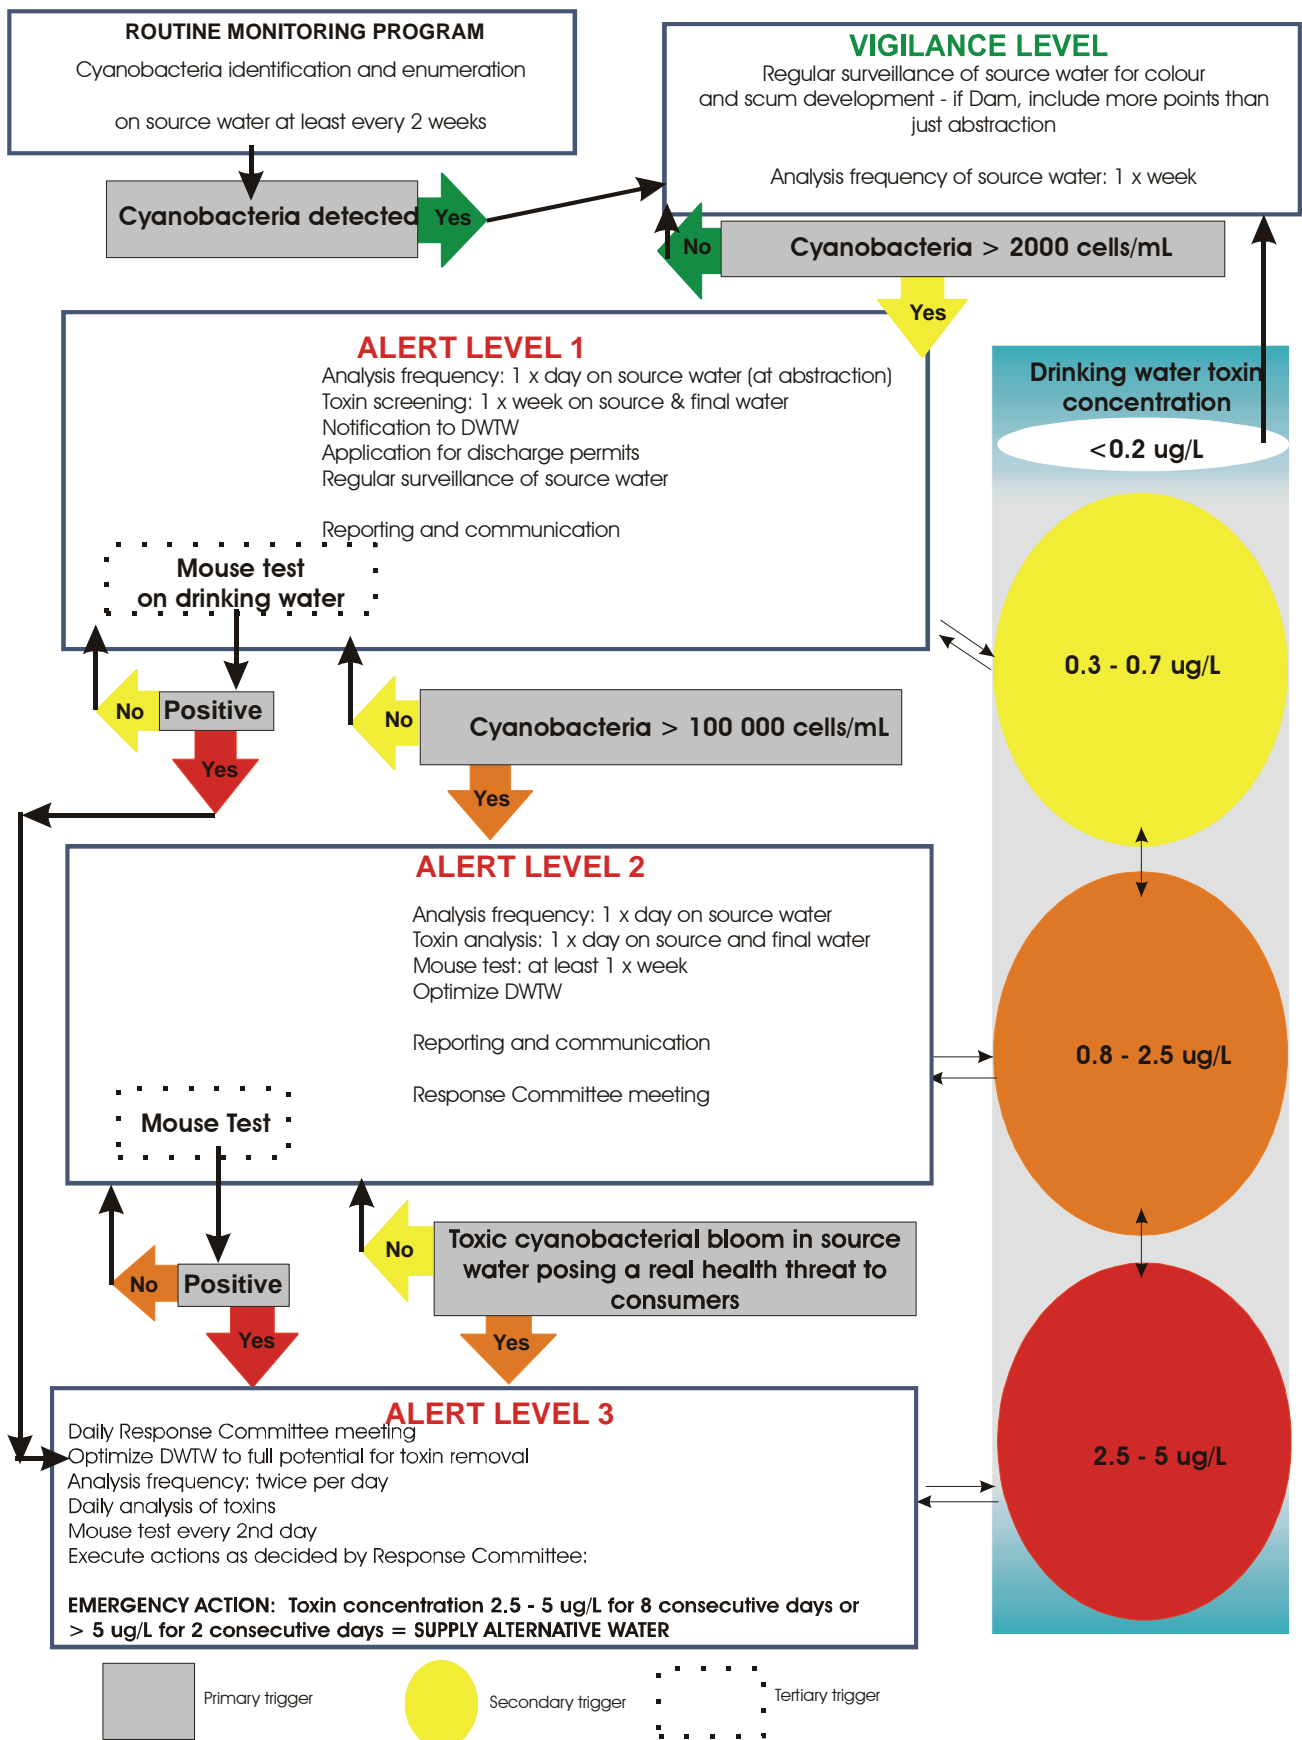 ROUTINE MONITORING PROGRAM
Cyanobacteria identification and enumeration
on source water at least every 2 weeks
VIGILANCE LEVEL
Regular surveillance of source water for colour
and scum development - if Dam, include more points than
just abstraction
Analysis frequency of source water: 1 x week
Cyanobacteria detected
Yes
No
Cyanobacteria > 2000 cells/mL
Yes
ALERT LEVEL 1
Analysis frequency: 1 x day on source water (at abstraction)
Toxin screening: 1 x week on source & final water
Notification to DWTW
Application for discharge permits
Regular surveillance of source water
Reporting and communication
Mouse test
on drinking water
No
Positive
Yes
No
Cyanobacteria > 100 000 cells/mL
Yes
Drinking water toxin
concentration
<0.2 ug/L
0.3 - 0.7 ug/L
0.8 - 2.5 ug/L
2.5 - 5 ug/L
ALERT LEVEL 2
Analysis frequency: 1 x day on source water
Toxin analysis: 1 x day on source and final water
Mouse test: at least 1 x week
Optimize DWTW
Reporting and communication
Response Committee meeting
Mouse Test
No
Positive
Yes
No
Toxic cyanobacterial bloom in source
water posing a real health threat to
consumers
Yes
ALERT LEVEL 3
Daily Response Committee meeting
Optimize DWTW to full potential for toxin removal
Analysis frequency: twice per day
Daily analysis of toxins
Mouse test every 2nd day
Execute actions as decided by Response Committee:
EMERGENCY ACTION: Toxin concentration 2.5 - 5 ug/L for 8 consecutive days or
> 5 ug/L for 2 consecutive days = SUPPLY ALTERNATIVE WATER
Primary trigger
Secondary trigger
Tertiary trigger